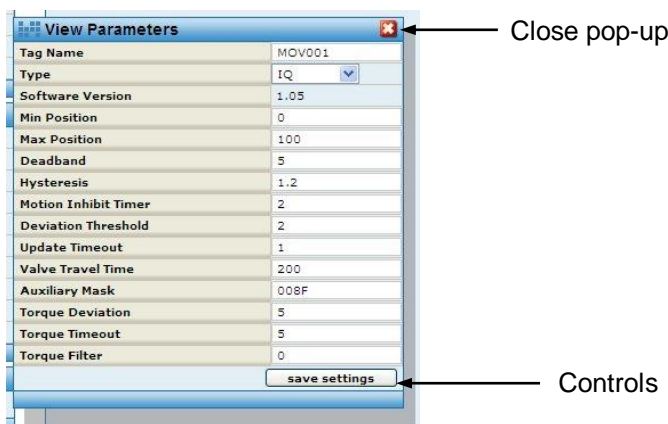 View Parameters
Close pop-up
Tag Name MOV001
Type IQ
Software Version 1.05
Min Position 0
Max Position 100
Deadband 5
Hysteresis 1.2
Motion Inhibit Timer 2
Deviation Threshold 2
Update Timeout 1
Valve Travel Time 200
Auxiliary Mask 008F
Torque Deviation 5
Torque Timeout 5
Torque Filter 0
save settings
Controls